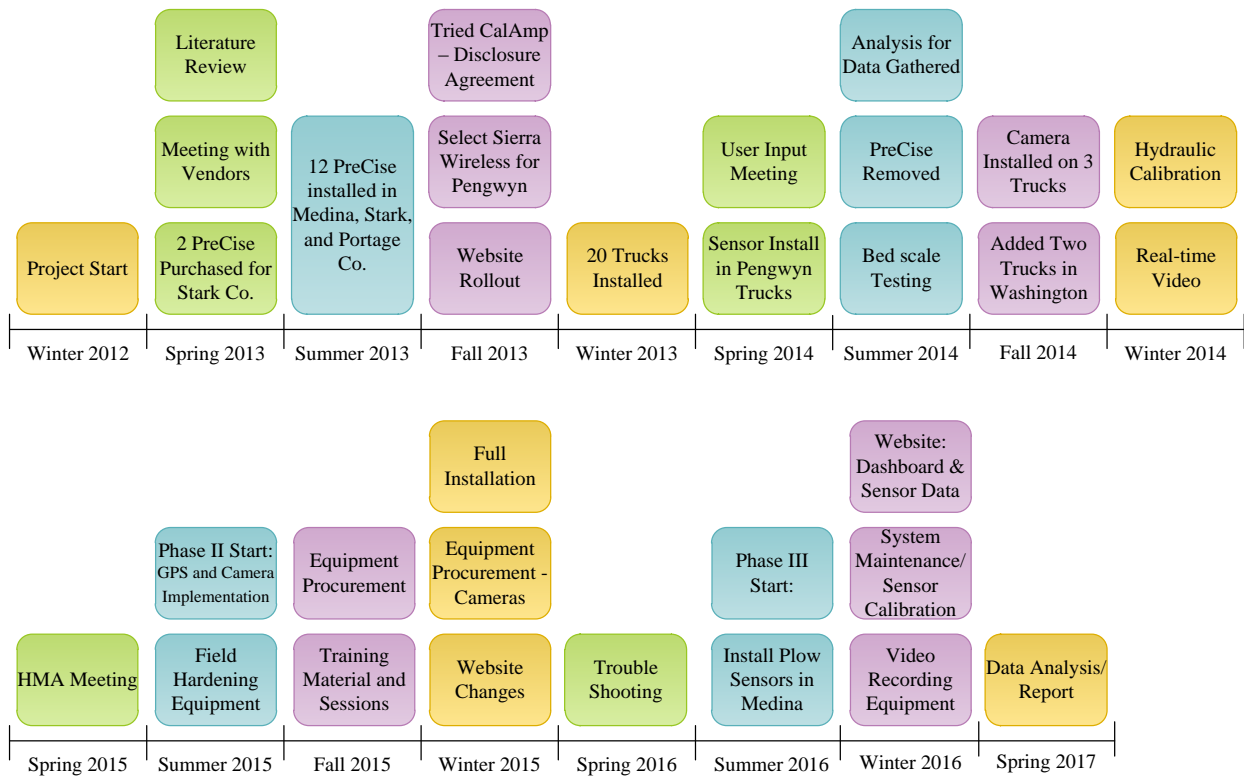 Literature
Review
Meeting with
Vendors
Project Start
2 PreCise
Purchased for
Stark Co.
12 PreCise
installed in
Medina, Stark,
and Portage
Co.
Tried CalAmp
– Disclosure
Agreement
Select Sierra
Wireless for
Pengwyn
Website
Rollout
20 Trucks
Installed
User Input
Meeting
Sensor Install
in Pengwyn
Trucks
Analysis for
Data Gathered
PreCise
Removed
Bed scale
Testing
Camera
Installed on 3
Trucks
Added Two
Trucks in
Washington
Hydraulic
Calibration
Real-time
Video
Winter 2012
Spring 2013
Summer 2013
Fall 2013
Winter 2013
Spring 2014
Summer 2014
Fall 2014
Winter 2014
HMA Meeting
Phase II Start:
GPS and Camera
Implementation
Field
Hardening
Equipment
Equipment
Procurement
Training
Material and
Sessions
Full
Installation
Equipment
Procurement -
Cameras
Website
Changes
Trouble
Shooting
Phase III
Start:
Install Plow
Sensors in
Medina
Website:
Dashboard &
Sensor Data
System
Maintenance/
Sensor
Calibration
Video
Recording
Equipment
Data Analysis/
Report
Spring 2015
Summer 2015
Fall 2015
Winter 2015
Spring 2016
Summer 2016
Winter 2016
Spring 2017